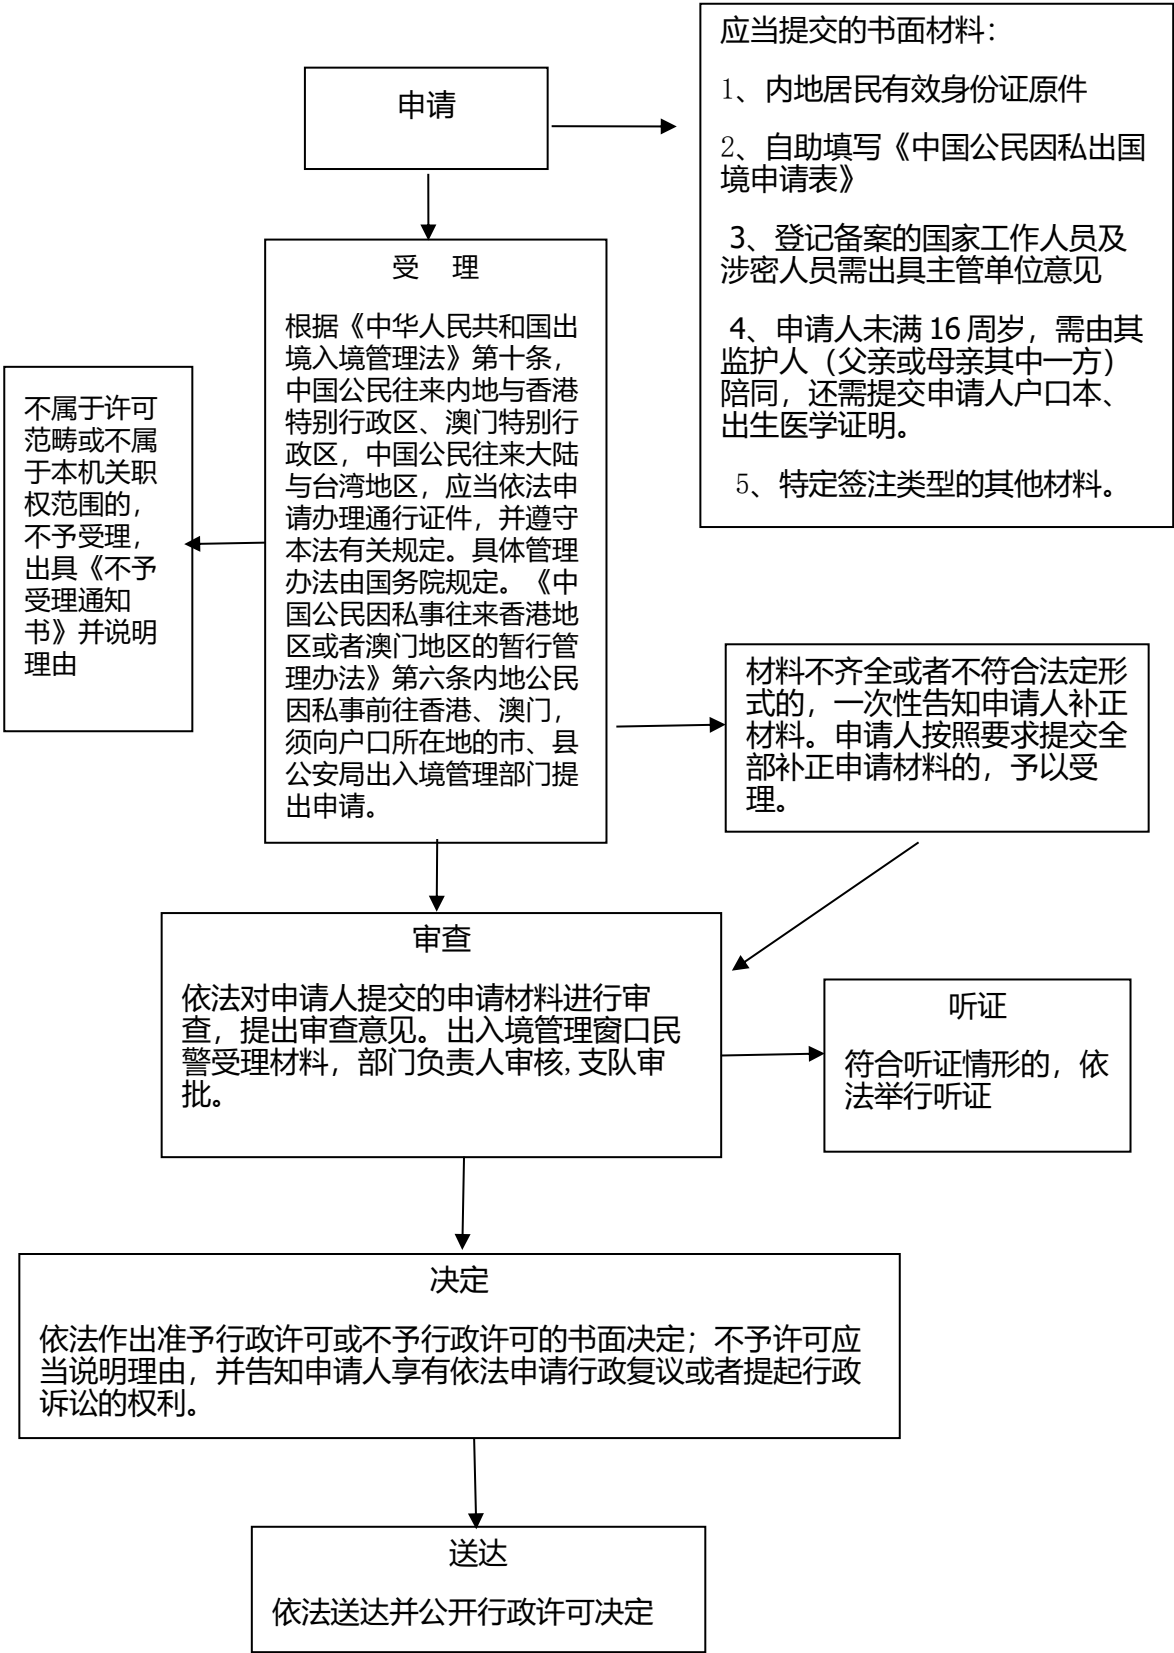 申请
应当提交的书面材料：
1、内地居民有效身份证原件
2、自助填写《中国公民因私出国
境申请表》
3、登记备案的国家工作人员及
涉密人员需出具主管单位意见
4、申请人未满 16 周岁，需由其
监护人（父亲或母亲其中一方）
陪同，还需提交申请人户口本、
出生医学证明。
5、特定签注类型的其他材料。
受 理
根据《中华人民共和国出
境入境管理法》第十条，
中国公民往来内地与香港
特别行政区、澳门特别行
政区，中国公民往来大陆
与台湾地区，应当依法申
请办理通行证件，并遵守
本法有关规定。具体管理
办法由国务院规定。《中
国公民因私事往来香港地
区或者澳门地区的暂行管
理办法》第六条内地公民
因私事前往香港、澳门，
须向户口所在地的市、县
公安局出入境管理部门提
出申请。
不属于许可
范畴或不属
于本机关职
权范围的，
不予受理，
出具《不予
受理通知
书》并说明
理由
材料不齐全或者不符合法定形
式的，一次性告知申请人补正
材料。申请人按照要求提交全
部补正申请材料的，予以受
理。
审查
依法对申请人提交的申请材料进行审
查，提出审查意见。出入境管理窗口民
警受理材料，部门负责人审核,支队审
批。
听证
符合听证情形的，依
法举行听证
决定
依法作出准予行政许可或不予行政许可的书面决定；不予许可应
当说明理由，并告知申请人享有依法申请行政复议或者提起行政
诉讼的权利。
送达
依法送达并公开行政许可决定